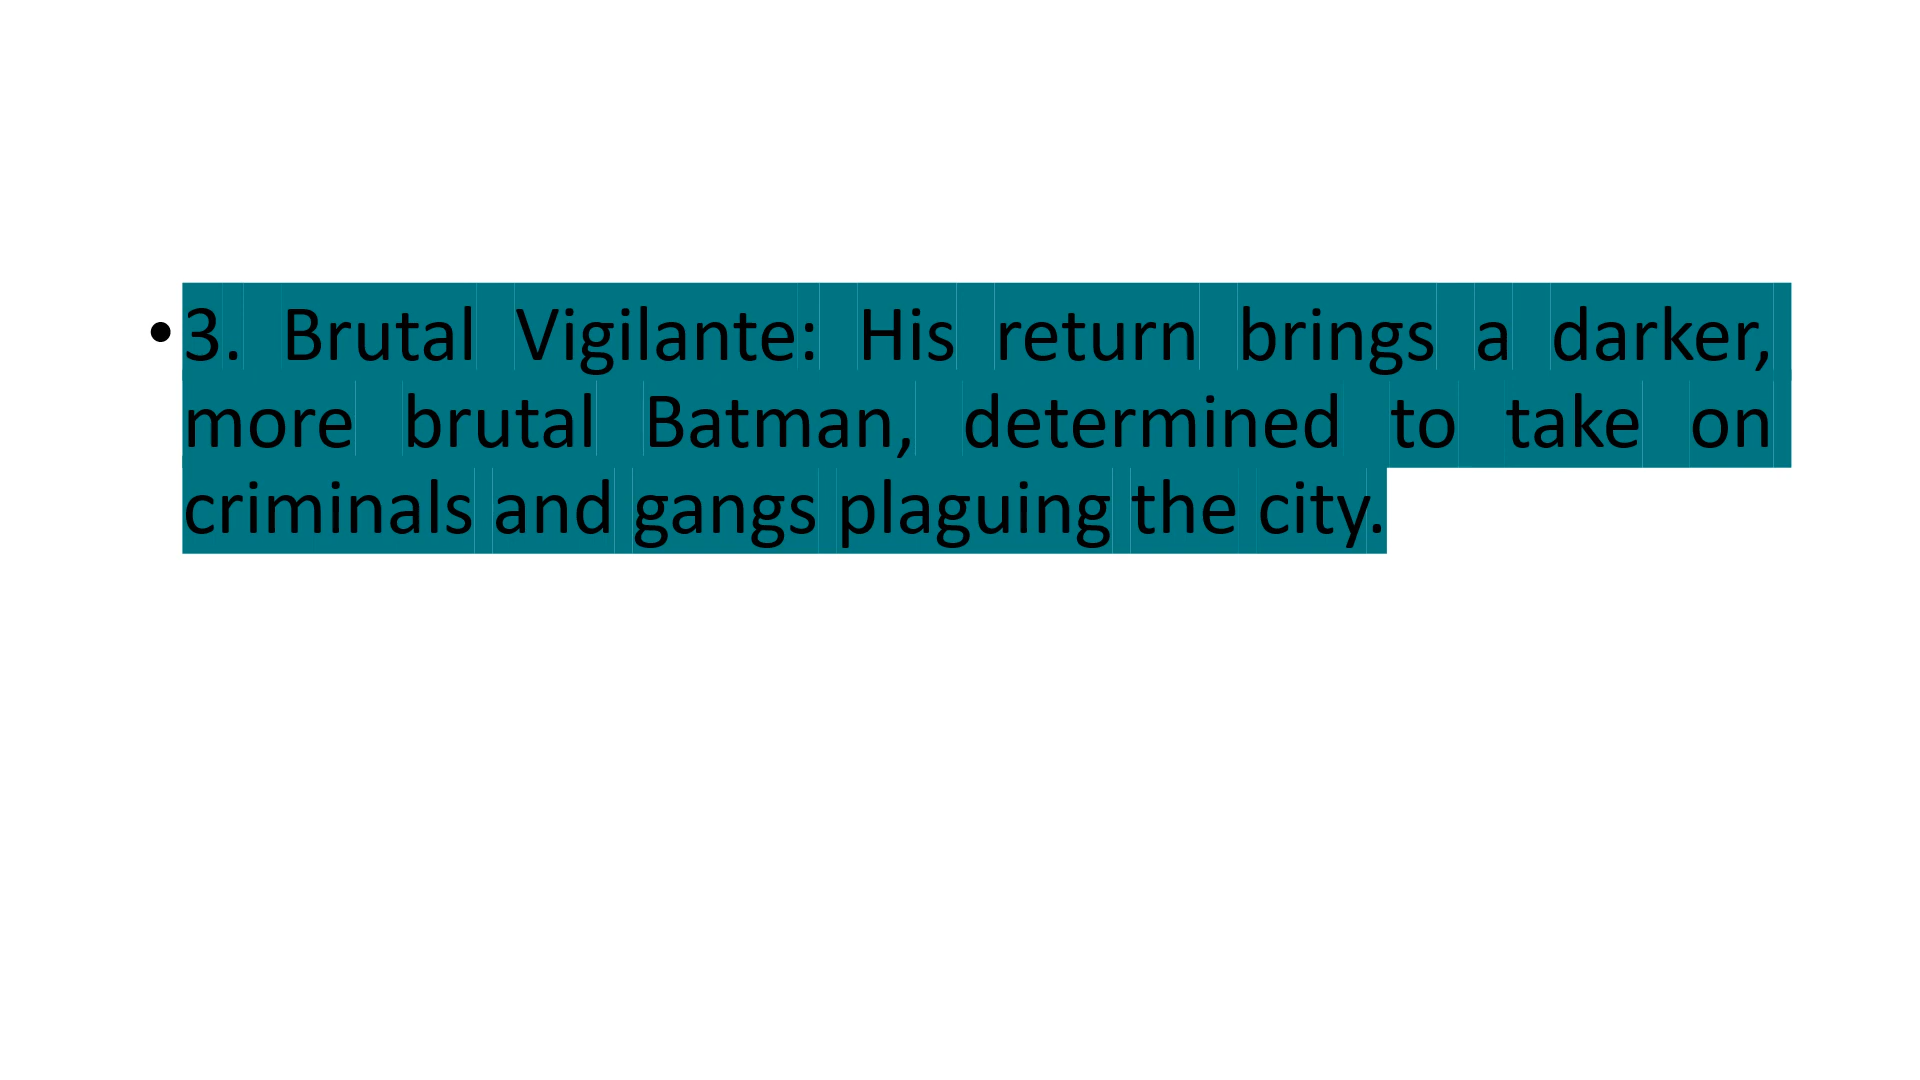 • 3. Brutal Vigilante: His return brings a darker,
more brutal Batman, determined to take on
criminals and gangs plaguing the city.